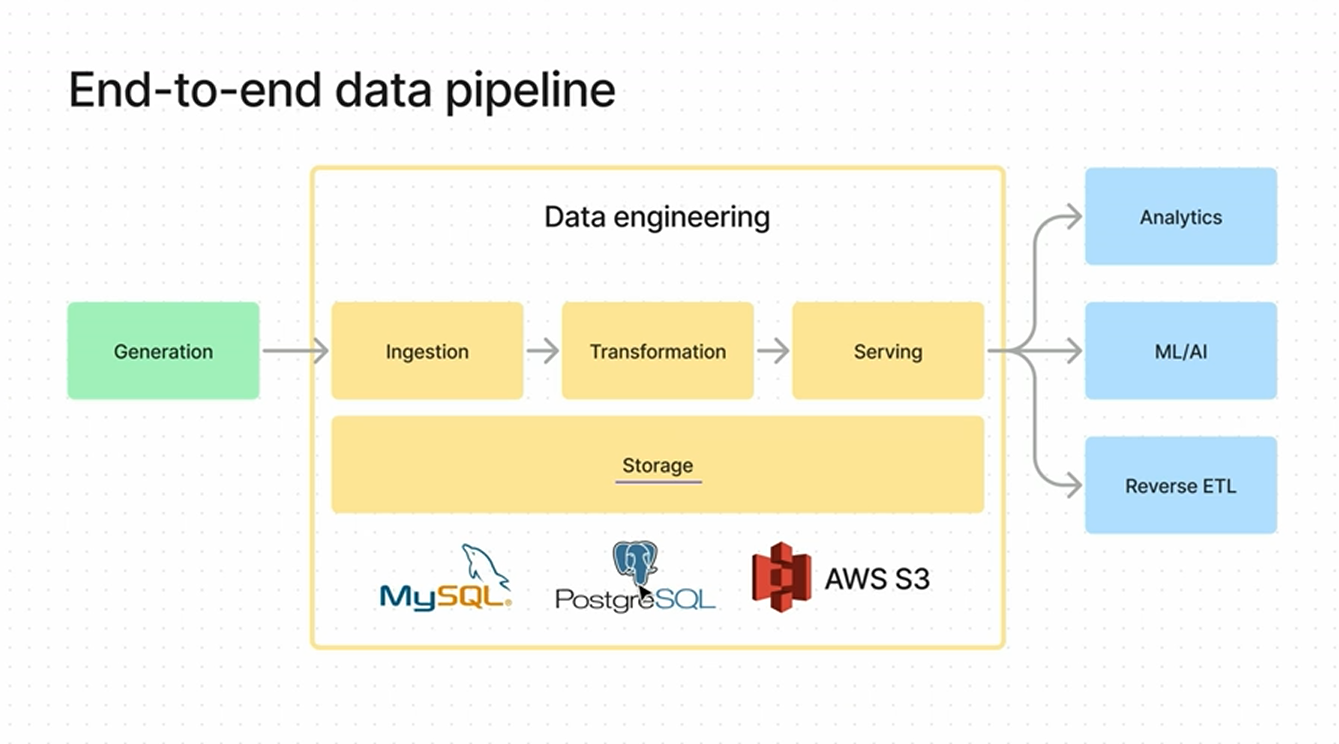 End-to-end data pipeline
Data engineering
Generation
Ingestion
Transformation
Serving
Storage
MySQL®
PostgreSQL
AWS S3
Analytics
ML/AI
Reverse ETL